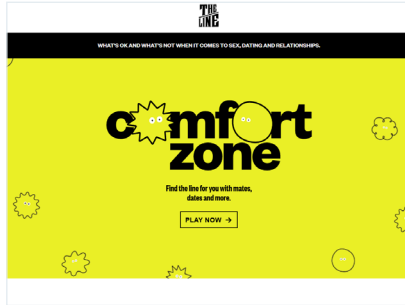 THE
LINE
WHAT'S OK AND WHAT'S NOT WHEN IT COMES TO SEX, DATING AND RELATIONSHIPS.
comfort
zone
Find the line for you with mates,
dates and more.
PLAY NOW →